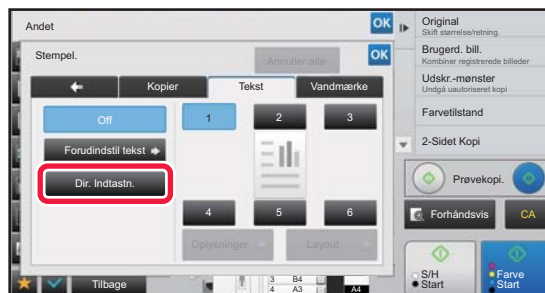 Andet
OK
Stempel.
Annuller alle
OK
Kopier
Tekst
Vandmærke
Off
1
2
3
Forudindstil tekst
Dir. Indtastn.
4
5
6
Oplysninger
Layout
Tilbage
3 B4
4 A3
A4
Original
Skift størrelse/retning.
Brugerd. bill.
Kombiner registrerede billeder
Udskr.-mønster
Undgå uautoriseret kopi
Farvetilstand
2-Sidet Kopi
Prøvekopi.
Forhåndsvis
CA
S/H
Start
Farve
Start